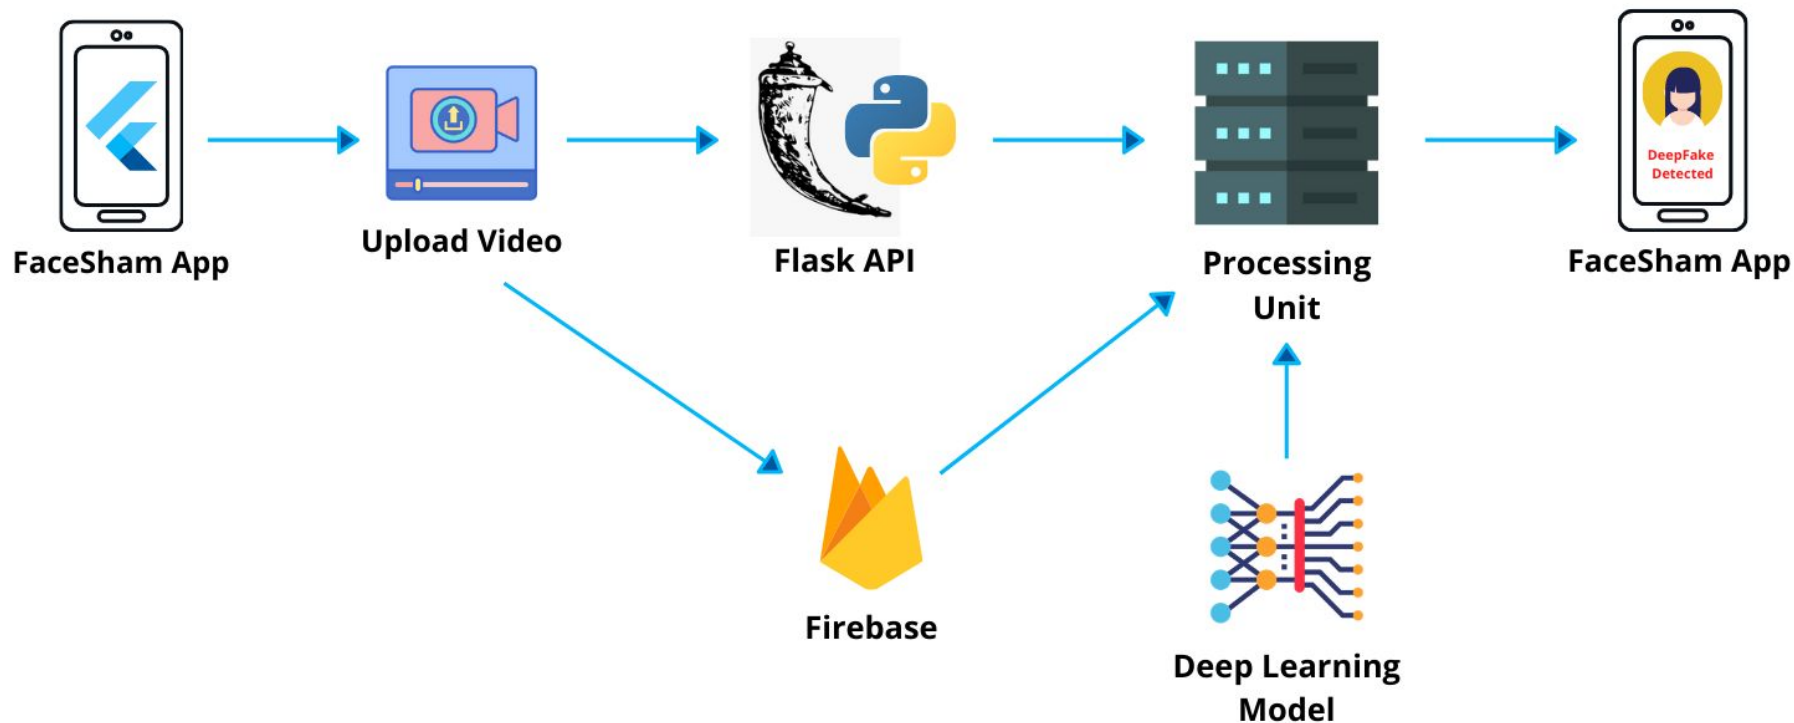 FaceSham App
Upload Video
Flask API
Processing
Unit
DeepFake
Detected
FaceSham App
Firebase
Deep Learning
Model